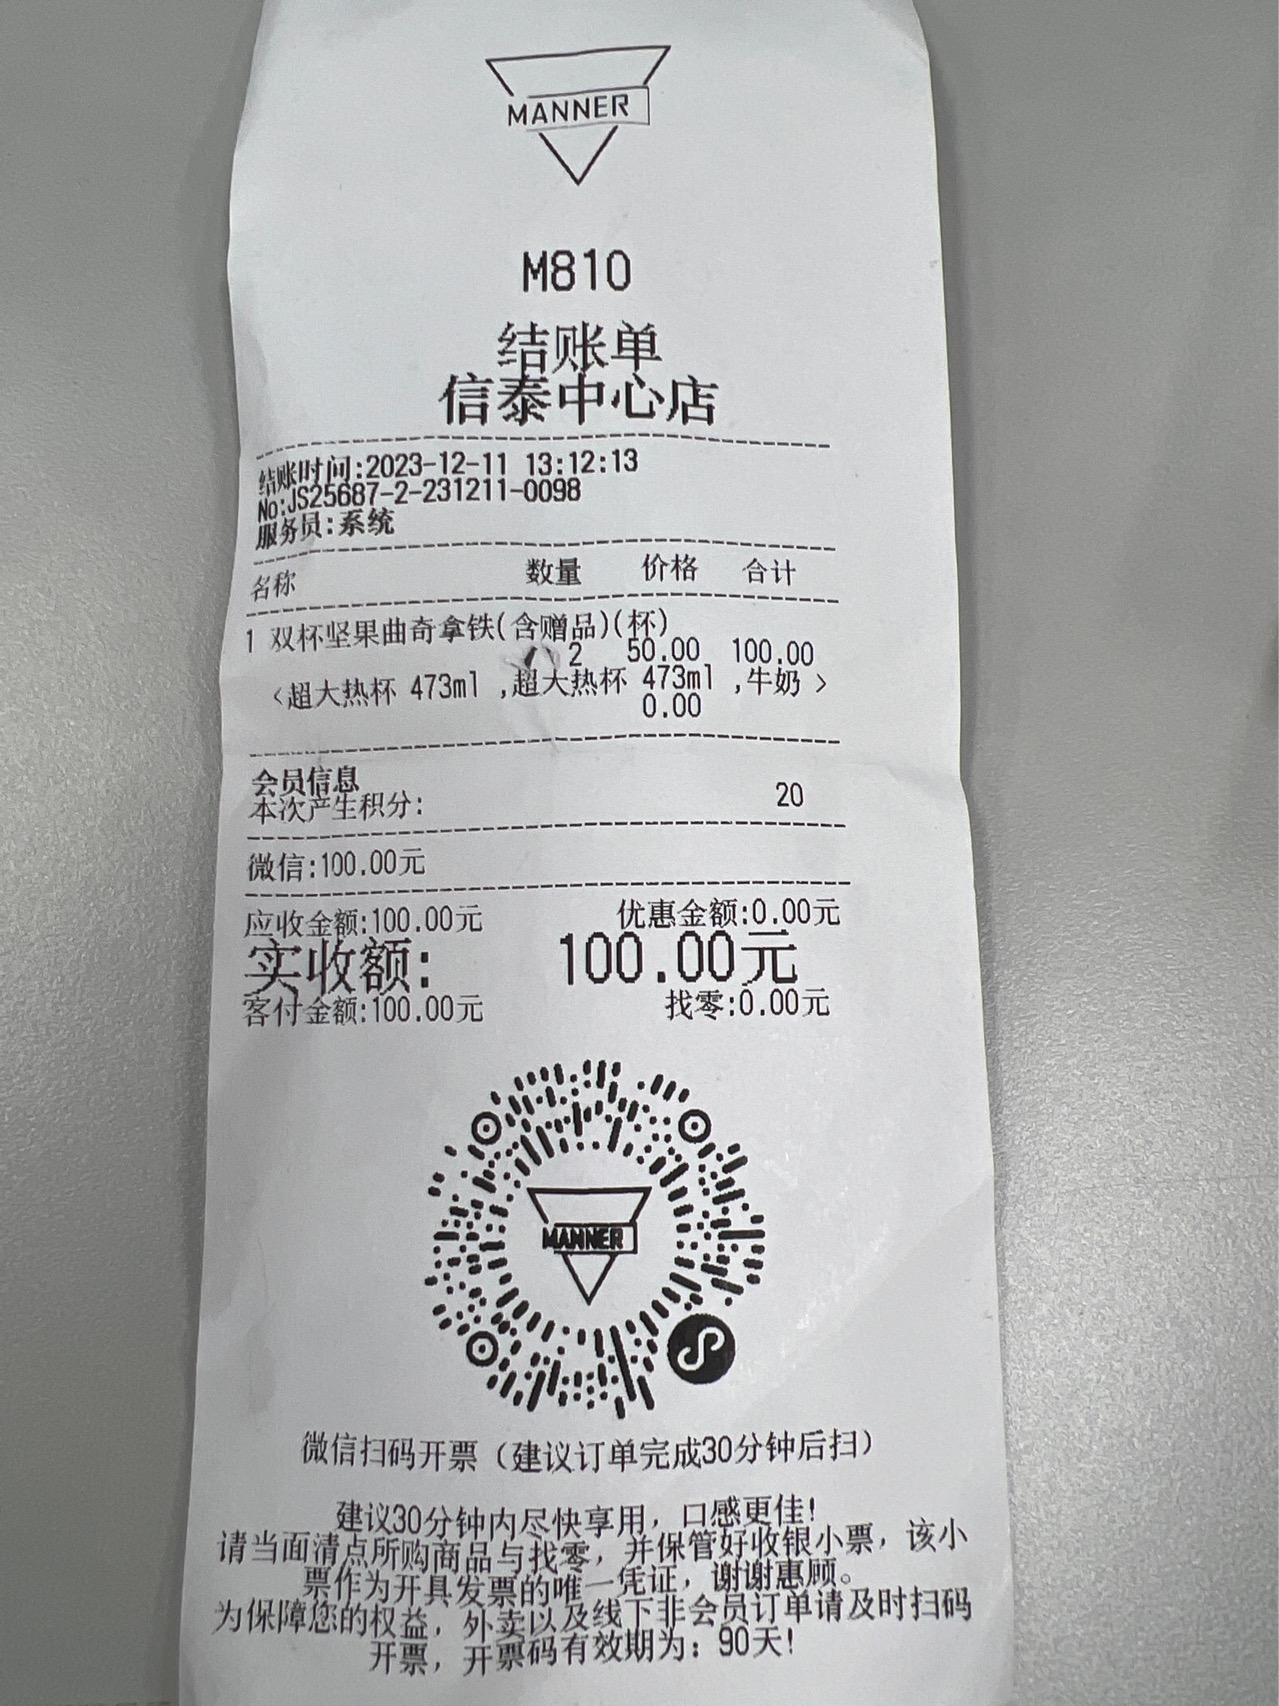 MANNER
M810
结账单
信泰中心店
结账时间:2023-12-11 13:12:13
No:JS25687-2-231211-0098
服务员:系统
名称 数量 价格 合计
1 双杯坚果曲奇拿铁(含赠品)(杯)
2 50.00 100.00
<超大热杯 473ml ,超大热杯 473ml ,牛奶 >
0.00
会员信息
本次产生积分: 20
微信:100.00元
应收金额:100.00元 优惠金额:0.00元
实收额: 100.00元
客付金额:100.00元 找零:0.00元
MANNER
微信扫码开票（建议订单完成30分钟后扫）
建议30分钟内尽快享用，口感更佳!
请当面清点所购商品与找零，并保管好收银小票，该小
票作为开具发票的唯一凭证，谢谢惠顾。
为保障您的权益，外卖以及线下非会员订单请及时扫码
开票，开票码有效期为：90天!